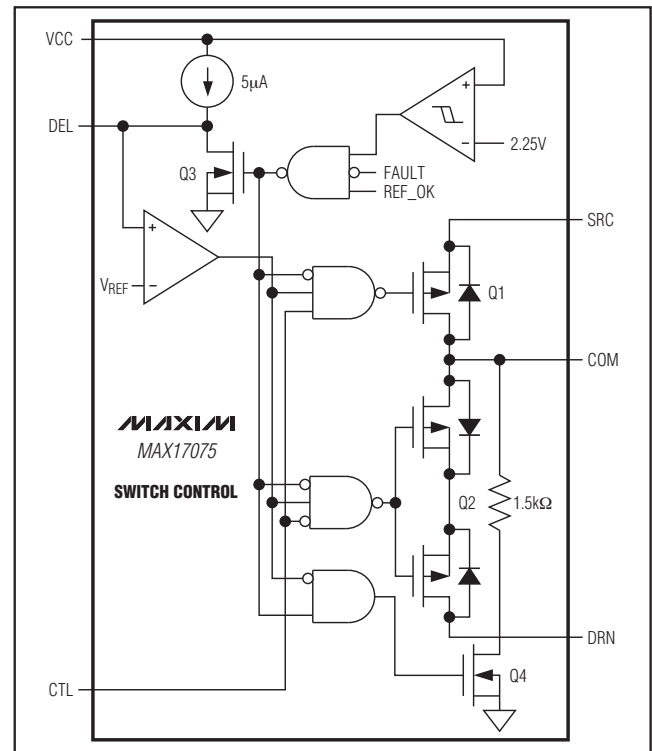 VCC
5µA
DEL
+
2.25V
−
Q3
FAULT
REF_OK
SRC
+
VREF
−
Q1
COM
MAXIM
MAX17075
SWITCH CONTROL
Q2
1.5kΩ
DRN
Q4
CTL